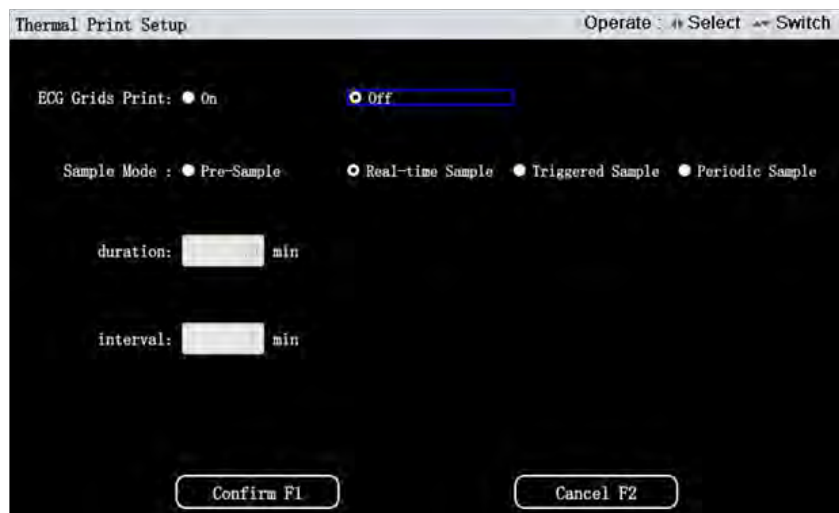 Thermal Print Setup Operate : Select Switch
ECG Grids Print: On Off
Sample Mode : Pre-Sample Real-time Sample Triggered Sample Periodic Sample
duration: min
interval: min
Confirm F1 Cancel F2